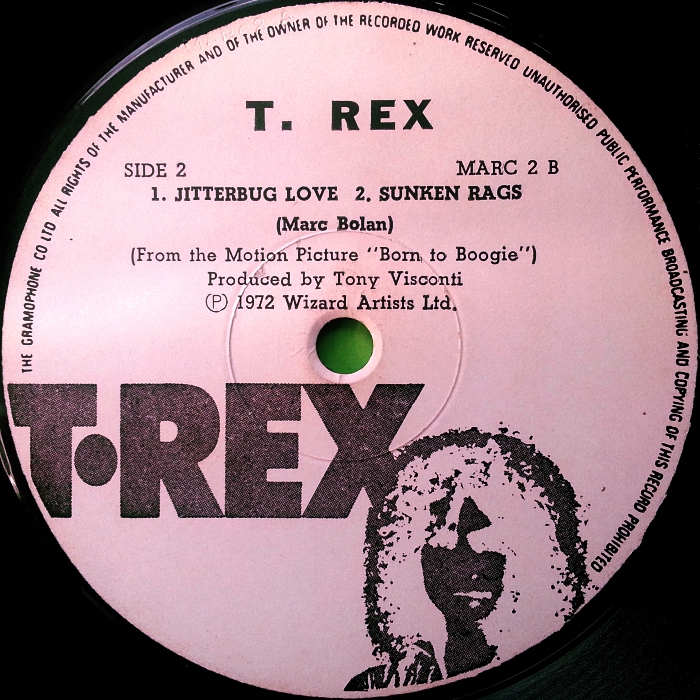 THE GRAMOPHONE CO LTD ALL RIGHTS OF THE MANUFACTURER AND OF THE OWNER OF THE RECORDED WORK RESERVED UNAUTHORISED PUBLIC PERFORMANCE BROADCASTING AND COPYING OF THIS RECORD PROHIBITED
T. REX
SIDE 2 MARC 2 B
1. JITTERBUG LOVE 2. SUNKEN RAGS
(Marc Bolan)
(From the Motion Picture "Born to Boogie")
Produced by Tony Visconti
Ⓟ 1972 Wizard Artists Ltd.
T·REX